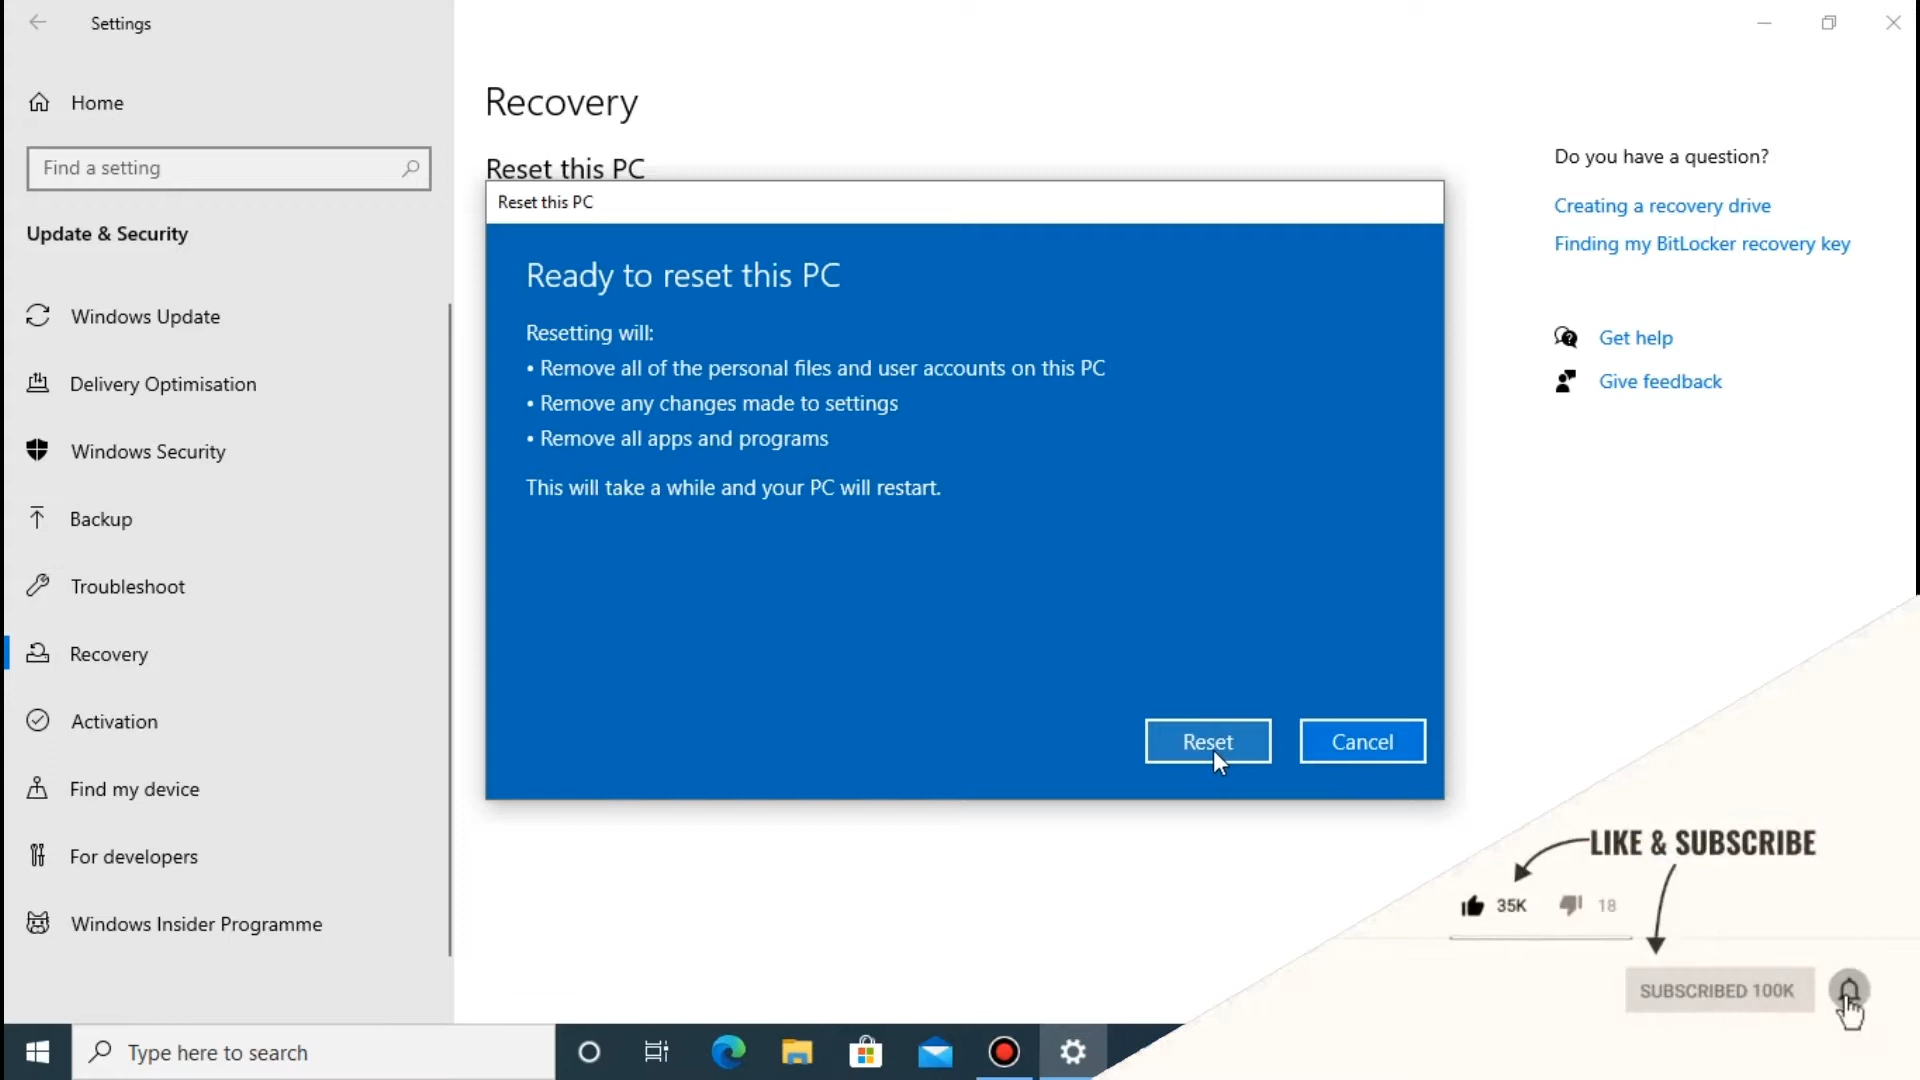 Settings
Home
Find a setting
Update & Security
Windows Update
Delivery Optimisation
Windows Security
Backup
Troubleshoot
Recovery
Activation
Find my device
For developers
Windows Insider Programme
Recovery
Reset this PC
Reset this PC
Ready to reset this PC
Resetting will:
• Remove all of the personal files and user accounts on this PC
• Remove any changes made to settings
• Remove all apps and programs
This will take a while and your PC will restart.
Reset
Cancel
Do you have a question?
Creating a recovery drive
Finding my BitLocker recovery key
Get help
Give feedback
LIKE & SUBSCRIBE
35K 18
SUBSCRIBED 100K
Type here to search